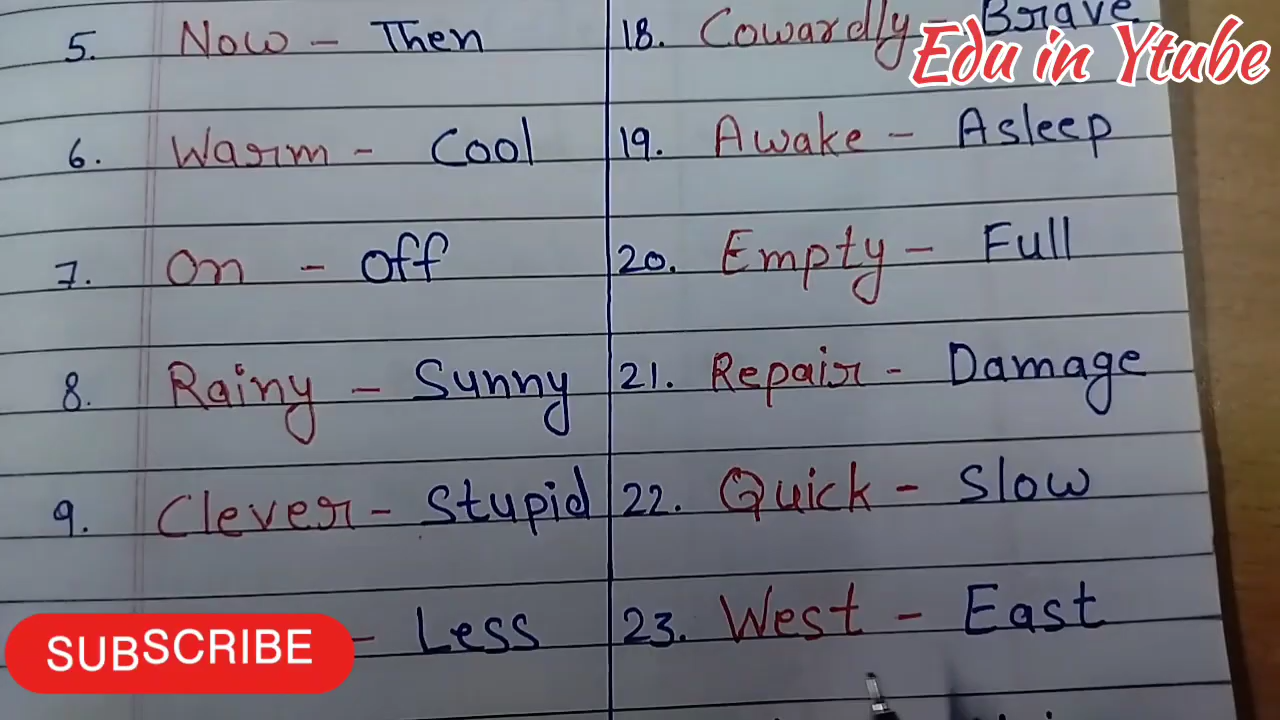 5. Now - Then
6. Warm - Cool
7. On - Off
8. Rainy - Sunny
9. Clever - Stupid
- Less
18. Cowardly - Brave
19. Awake - Asleep
20. Empty - Full
21. Repair - Damage
22. Quick - Slow
23. West - East
Edu in Ytube
SUBSCRIBE